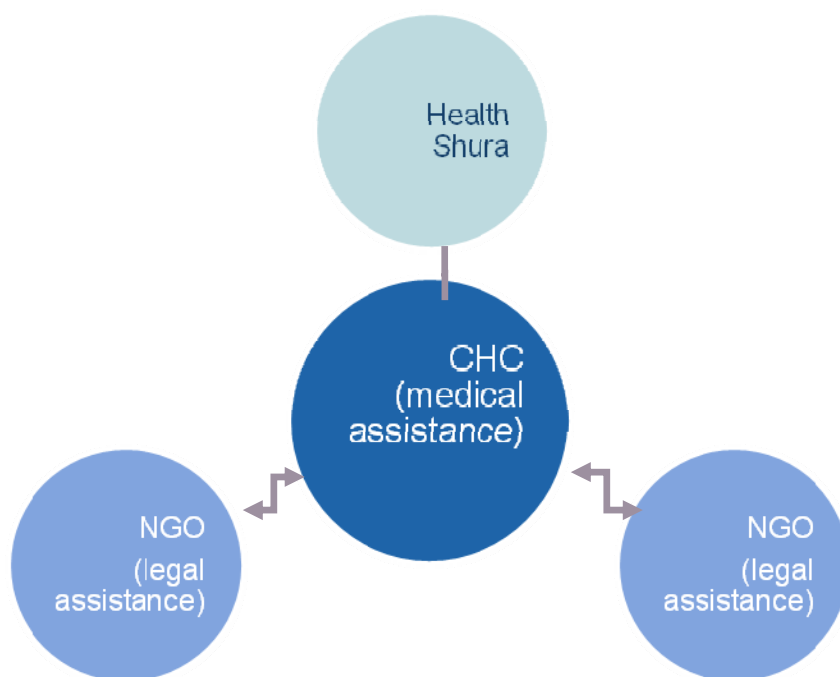 Health
Shura
CHC
(medical
assistance)
NGO
(legal
assistance)
NGO
(legal
assistance)